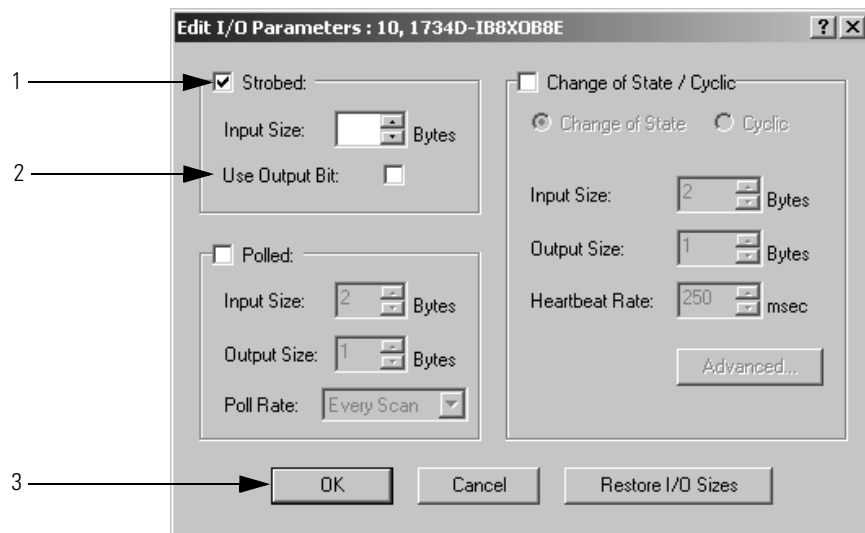 Edit I/O Parameters : 10, 1734D-IB8XOB8E
1
Strobed:
Input Size:
Bytes
2
Use Output Bit:
Polled:
Input Size:
2
Bytes
Output Size:
1
Bytes
Poll Rate:
Every Scan
Change of State / Cyclic
Change of State
Cyclic
Input Size:
2
Bytes
Output Size:
1
Bytes
Heartbeat Rate:
250
msec
Advanced...
3
OK
Cancel
Restore I/O Sizes